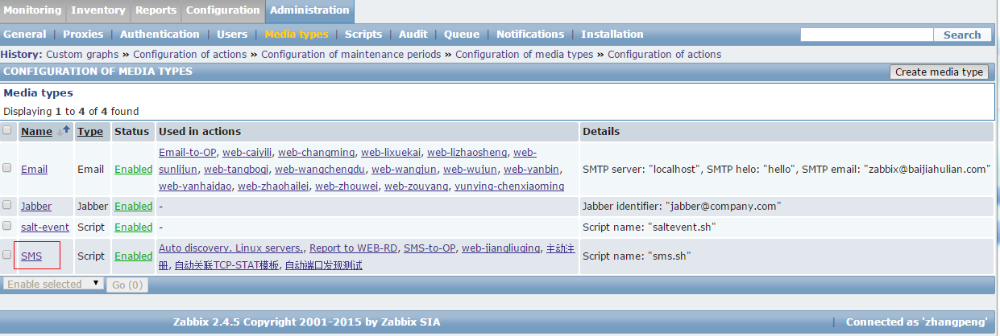 Monitoring Inventory Reports Configuration Administration
General | Proxies | Authentication | Users | Media types | Scripts | Audit | Queue | Notifications | Installation Search
History: Custom graphs » Configuration of actions » Configuration of maintenance periods » Configuration of media types » Configuration of actions
CONFIGURATION OF MEDIA TYPES Create media type
Media types
Displaying 1 to 4 of 4 found
Name Type Status Used in actions Details
Email-to-OP, web-caiyili, web-changming, web-lixuekai, web-lizhaosheng, web-
Email Email Enabled sunlijun, web-tangboqi, web-wangchengdu, web-wangjun, web-wujun, web-yanbin, SMTP server: "localhost", SMTP helo: "hello", SMTP email: "zabbix@baijiahulian.com"
web-yanhaidao, web-zhaohailei, web-zhouwei, web-zouyang, yunying-chenxiaoming
Jabber Jabber Enabled - Jabber identifier: "jabber@company.com"
salt-event Script Enabled - Script name: "saltevent.sh"
Auto discovery. Linux servers., Report to WEB-RD, SMS-to-OP, web-jiangliuqing, 主动注
SMS Script Enabled 册, 自动关联TCP-STAT模板, 自动端口发现测试 Script name: "sms.sh"
Enable selected Go (0)
Zabbix 2.4.5 Copyright 2001-2015 by Zabbix SIA | Connected as 'zhangpeng'